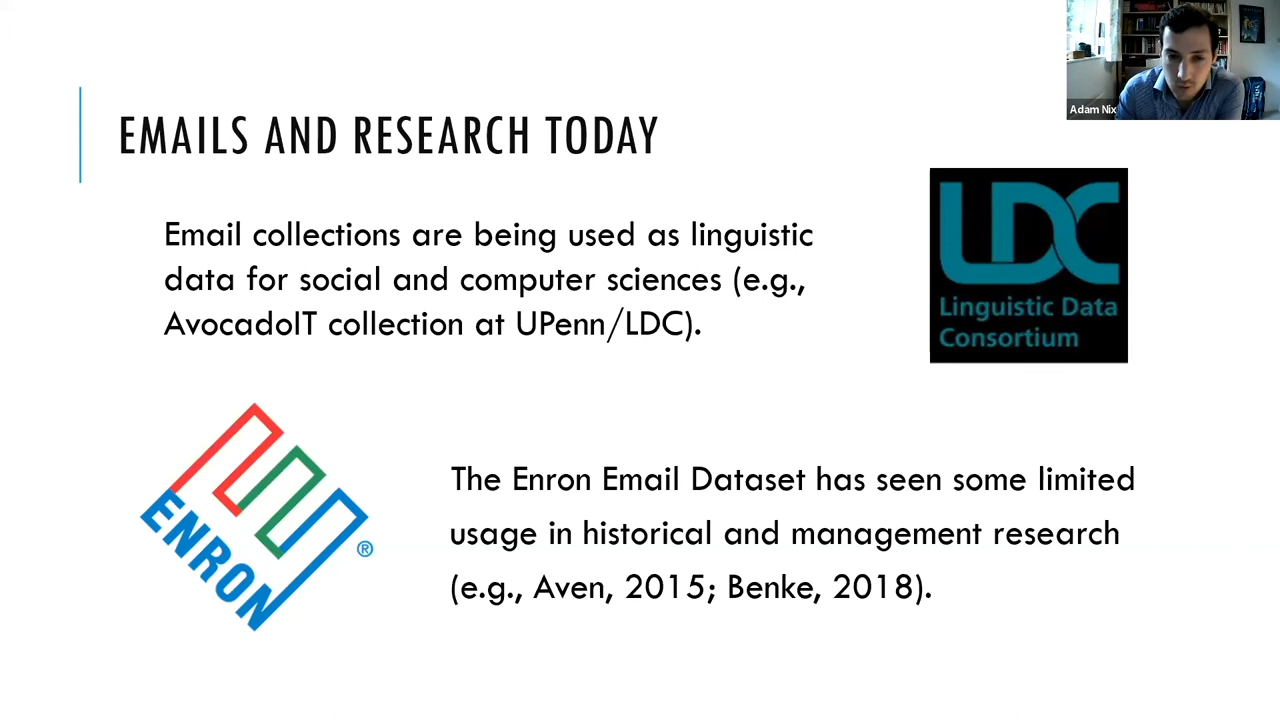 Adam Nix
EMAILS AND RESEARCH TODAY
Email collections are being used as linguistic
data for social and computer sciences (e.g.,
AvocadoIT collection at UPenn/LDC).
LDC
Linguistic Data
Consortium
ENRON
®
The Enron Email Dataset has seen some limited
usage in historical and management research
(e.g., Aven, 2015; Benke, 2018).